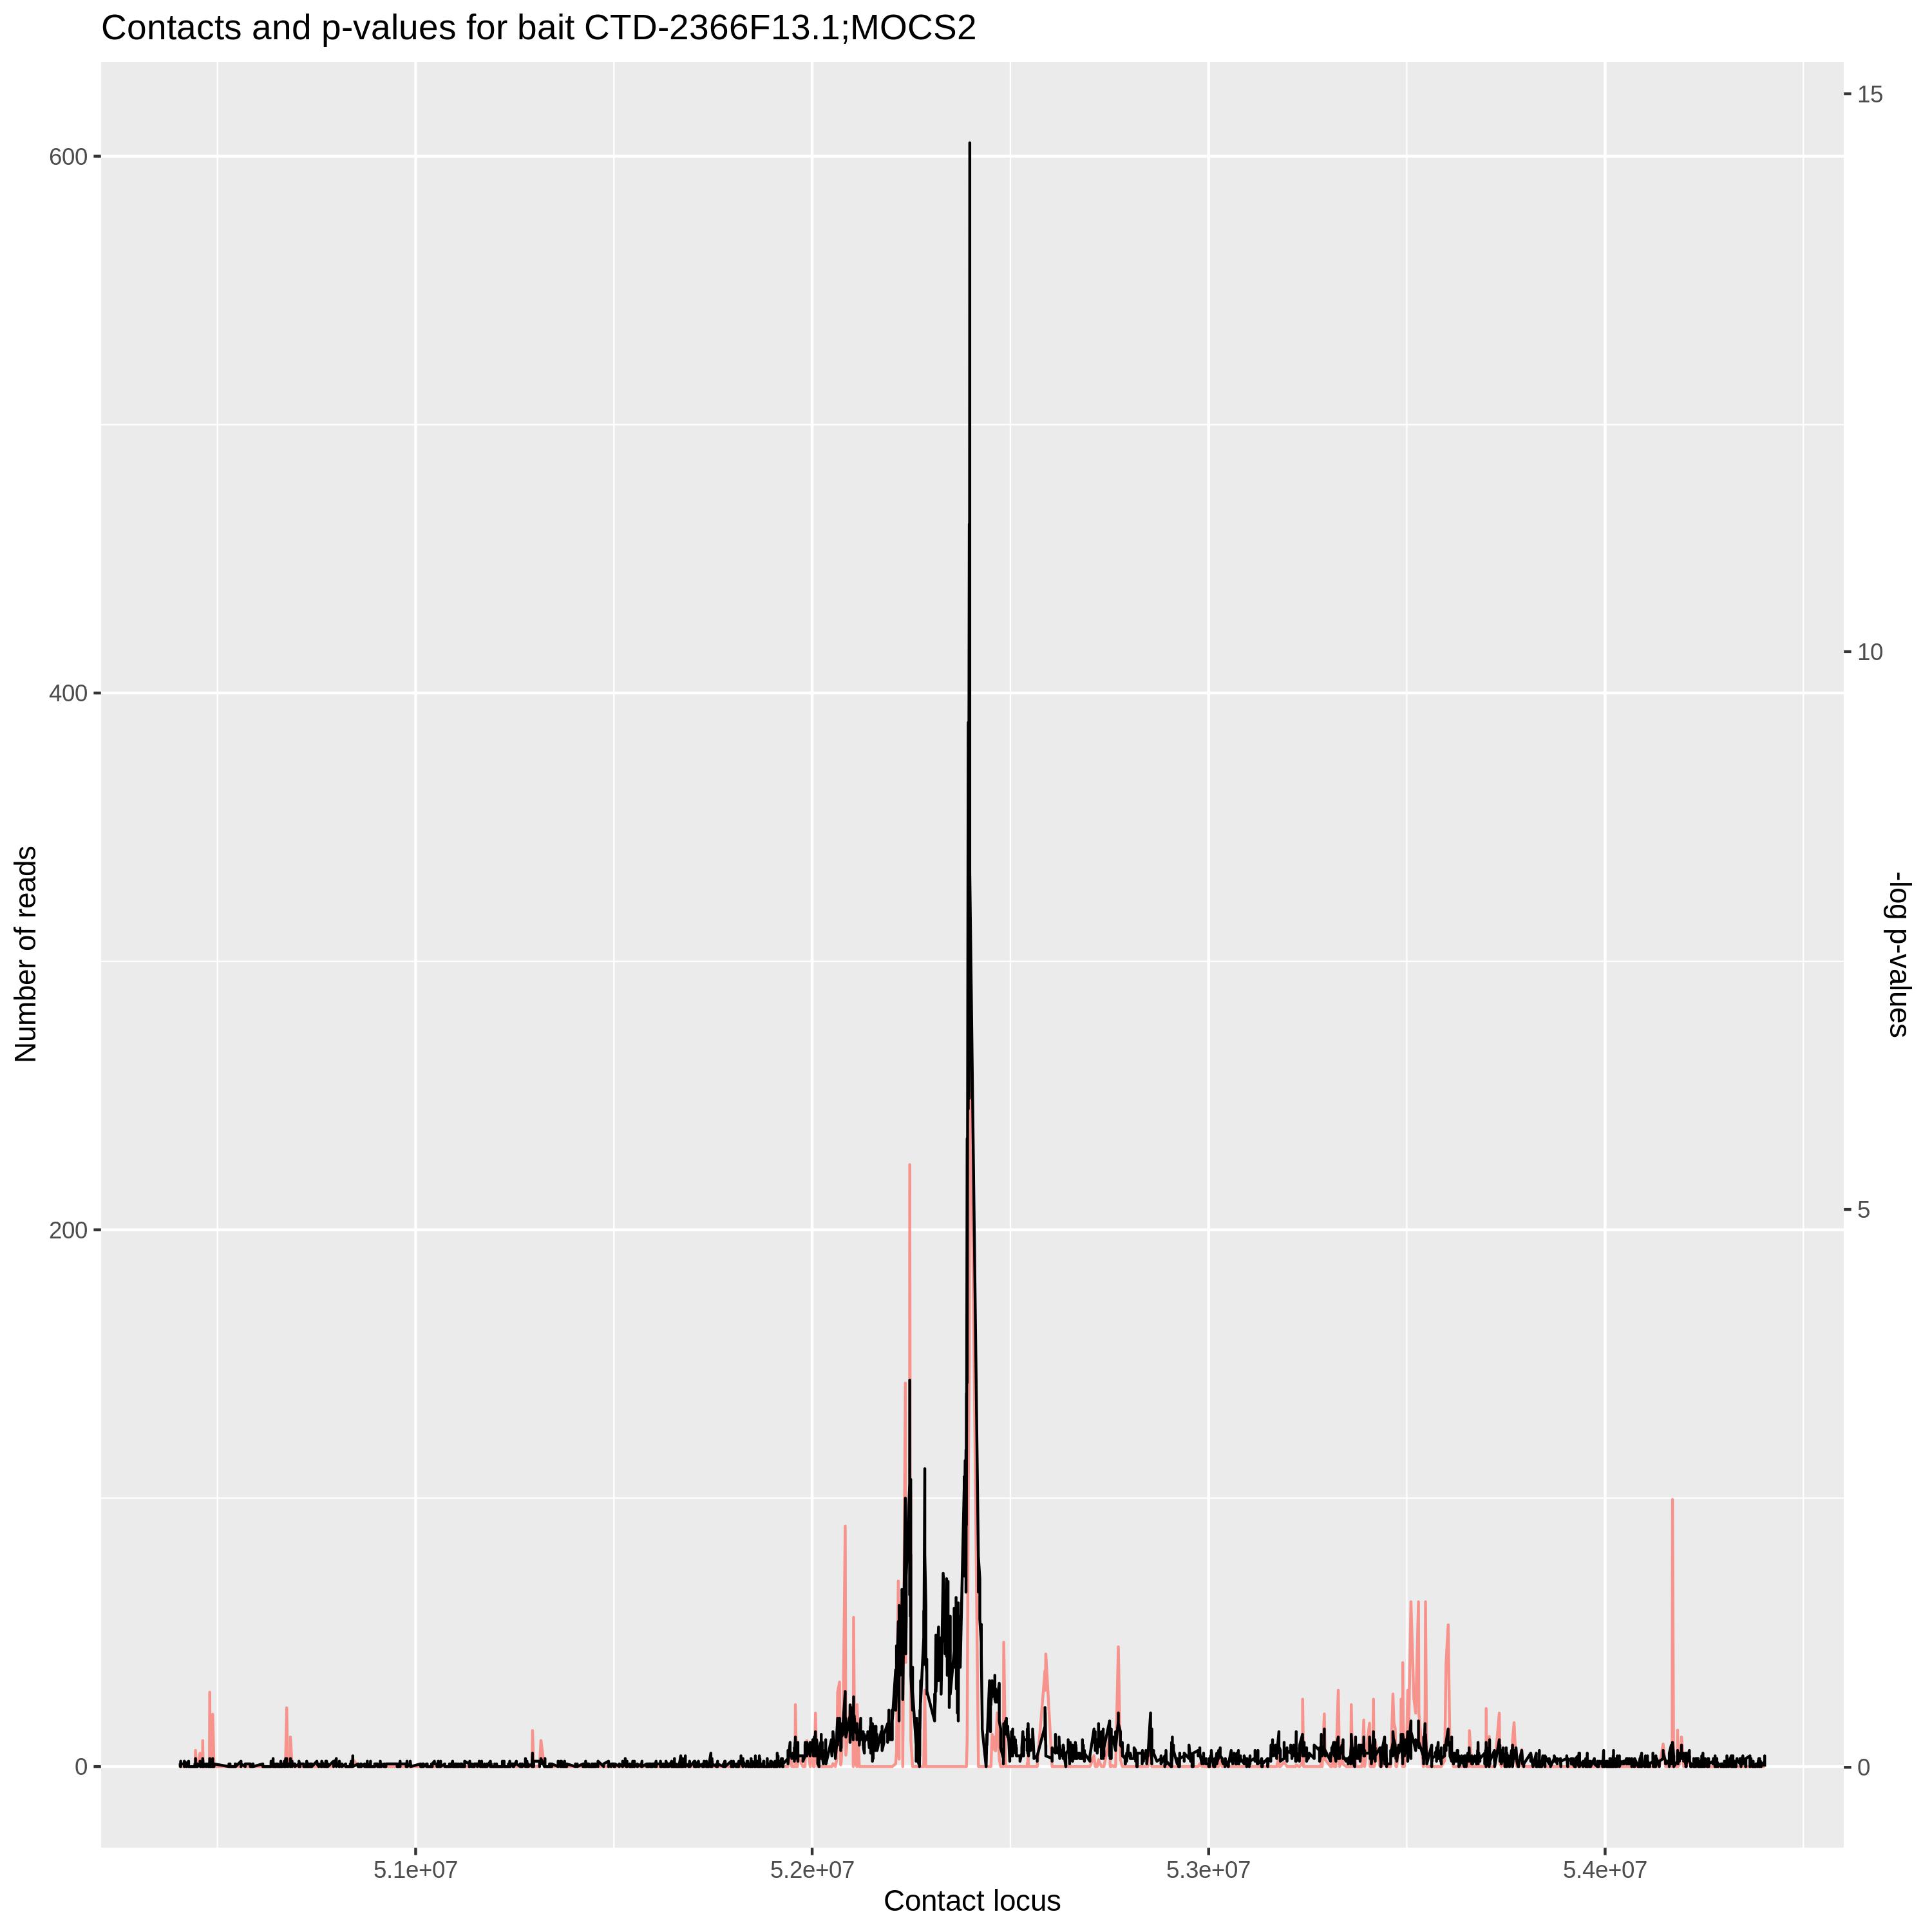 Contacts and p-values for bait CTD-2366F13.1;MOCS2
Number of reads
600
400
200
0
15
10
5
0
-log p-values
5.1e+07 5.2e+07 5.3e+07 5.4e+07
Contact locus